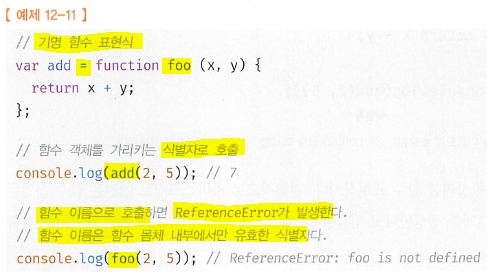 [ 예제 12-11 ]
// 기명 함수 표현식
var add = function foo (x, y) {
return x + y;
};
// 함수 객체를 가리키는 식별자로 호출
console.log(add(2, 5)); // 7
// 함수 이름으로 호출하면 ReferenceError가 발생한다.
// 함수 이름은 함수 몸체 내부에서만 유효한 식별자다.
console.log(foo(2, 5)); // ReferenceError: foo is not defined